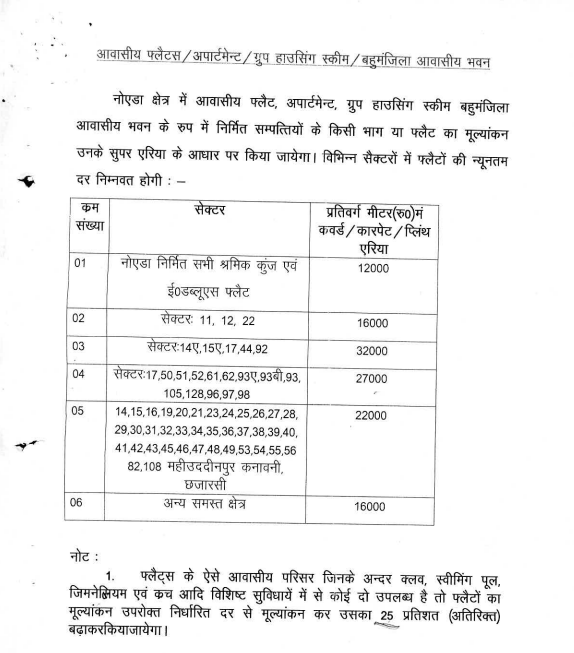 आवासीय फ्लैटस/अपार्टमेन्ट/ग्रुप हाउसिंग स्कीम/बहुमंजिला आवासीय भवन
नोएडा क्षेत्र में आवासीय फ्लैट, अपार्टमेन्ट, ग्रुप हाउसिंग स्कीम बहुमंजिला
आवासीय भवन के रुप में निर्मित सम्पत्तियों के किसी भाग या फ्लैट का मूल्यांकन
उनके सुपर एरिया के आधार पर किया जायेगा। विभिन्न सैक्टरों में फ्लैटों की न्यूनतम
दर निम्नवत होगी : –
कम संख्या
सेक्टर
प्रतिवर्ग मीटर(रु0)मं
कवर्ड/कारपेट/प्लिंथ
एरिया
01
नोएडा निर्मित सभी श्रमिक कुंज एवं
ई0डब्लूएस फ्लैट
12000
02
सेक्टरः 11, 12, 22
16000
03
सेक्टरः14ए,15ए,17,44,92
32000
04
सेक्टरः17,50,51,52,61,62,93ए,93बी,93,
105,128,96,97,98
27000
05
14,15,16,19,20,21,23,24,25,26,27,28,
29,30,31,32,33,34,35,36,37,38,39,40,
41,42,43,45,46,47,48,49,53,54,55,56
82,108 महीउददीनपुर कनावनी,
छजारसी
22000
06
अन्य समस्त क्षेत्र
16000
नोट :
1. फ्लैट्स के ऐसे आवासीय परिसर जिनके अन्दर क्लव, स्वीमिंग पूल,
जिमनेज़ियम एवं क्रच आदि विशिष्ट सुविधायें में से कोई दो उपलब्ध है तो फ्लैटों का
मूल्यांकन उपरोक्त निर्धारित दर से मूल्यांकन कर उसका 25 प्रतिशत (अतिरिक्त)
बढ़ाकरकियाजायेगा।